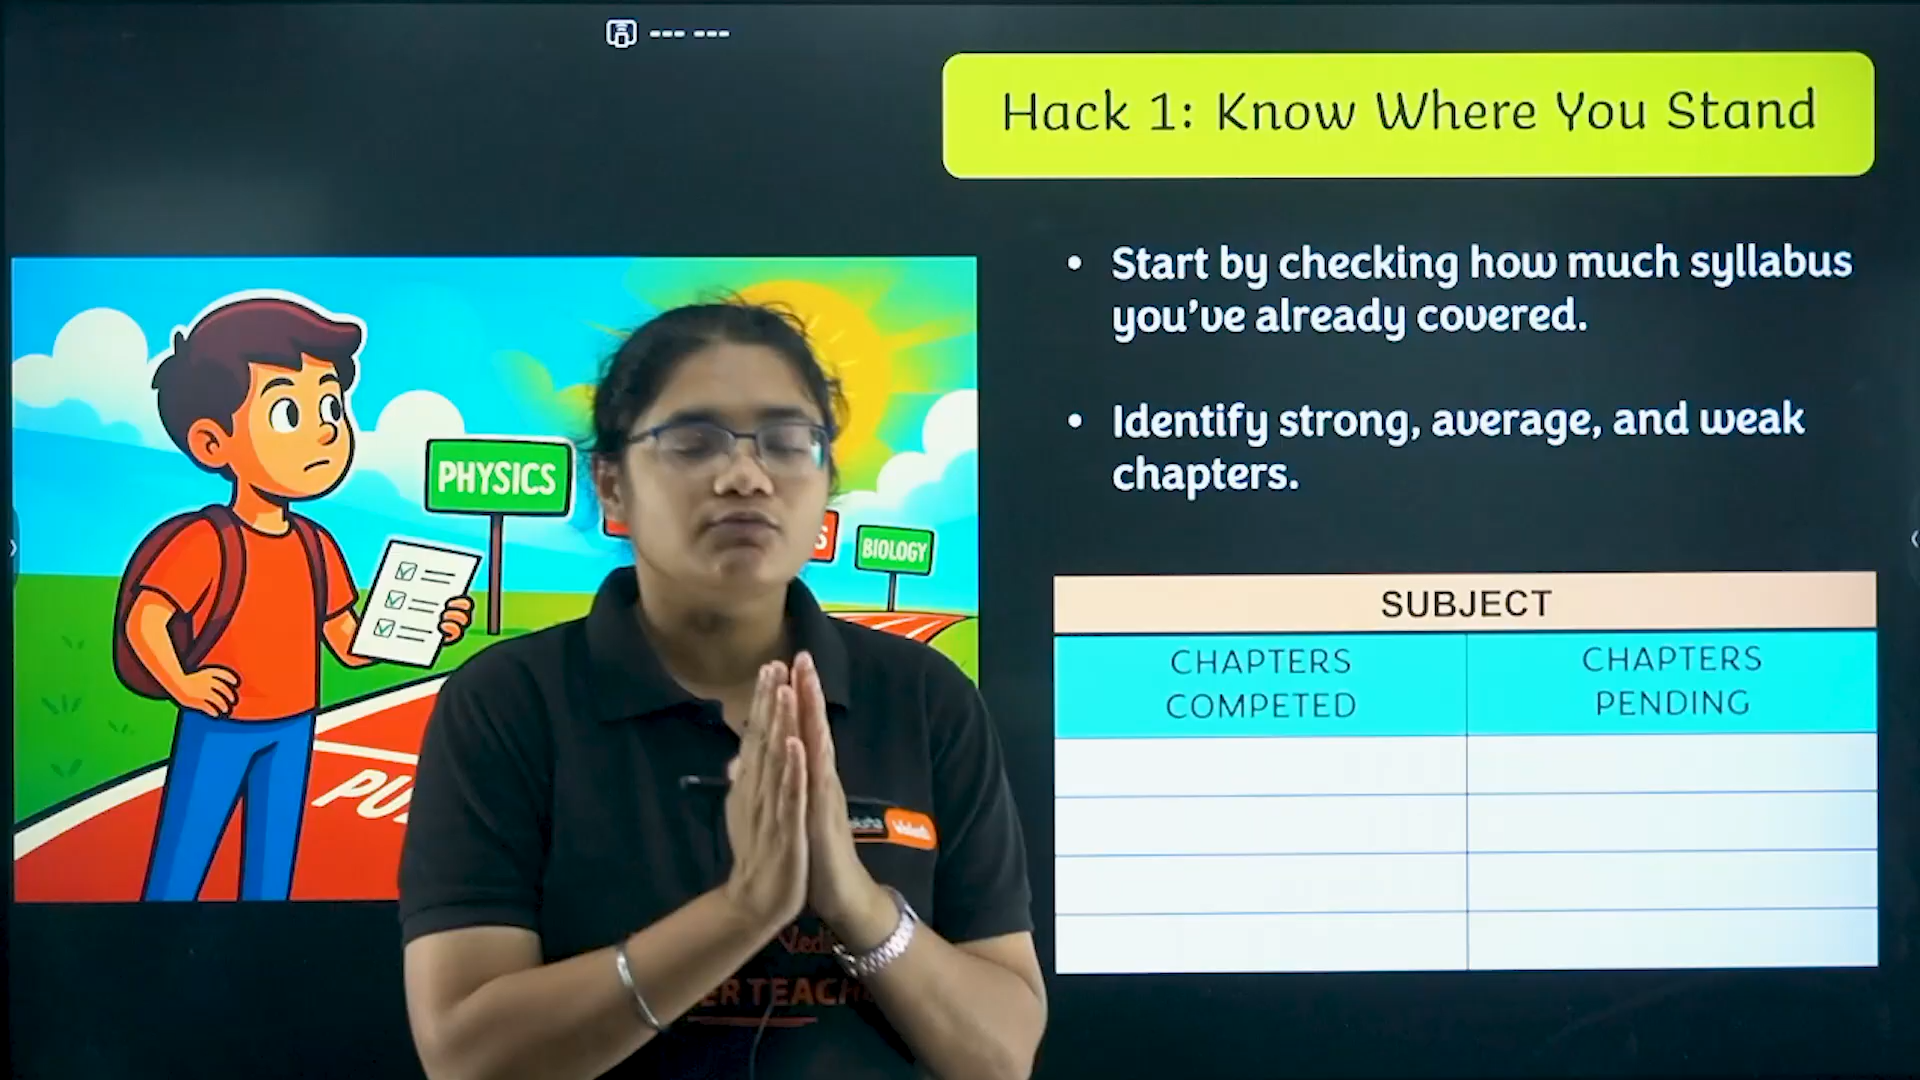 Hack 1: Know Where You Stand
• Start by checking how much syllabus
you've already covered.
• Identify strong, average, and weak
chapters.
PHYSICS
BIOLOGY
SUBJECT
CHAPTERS
COMPETED
CHAPTERS
PENDING